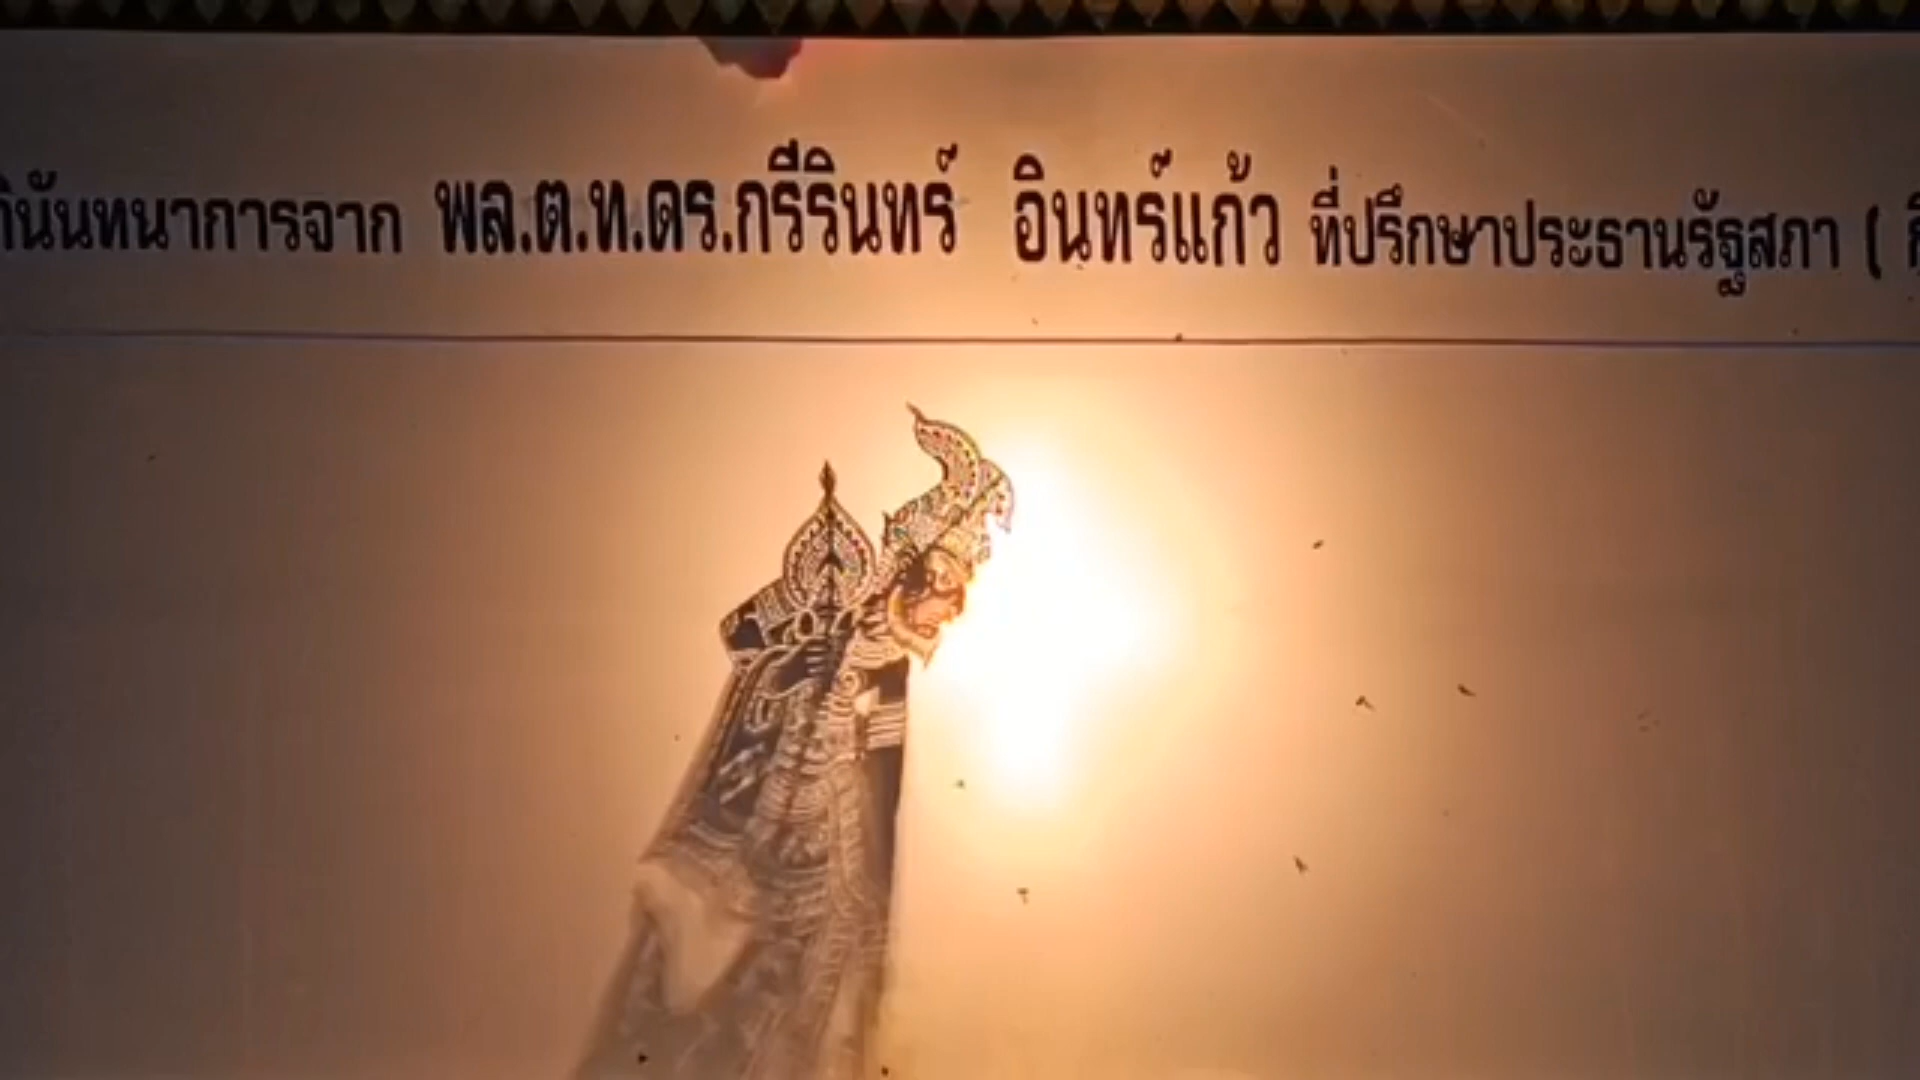 อภินันทนาการจาก พล.ต.ท.ดร.กรีรินทร์ อินทร์แก้ว ที่ปรึกษาประธานรัฐสภา (